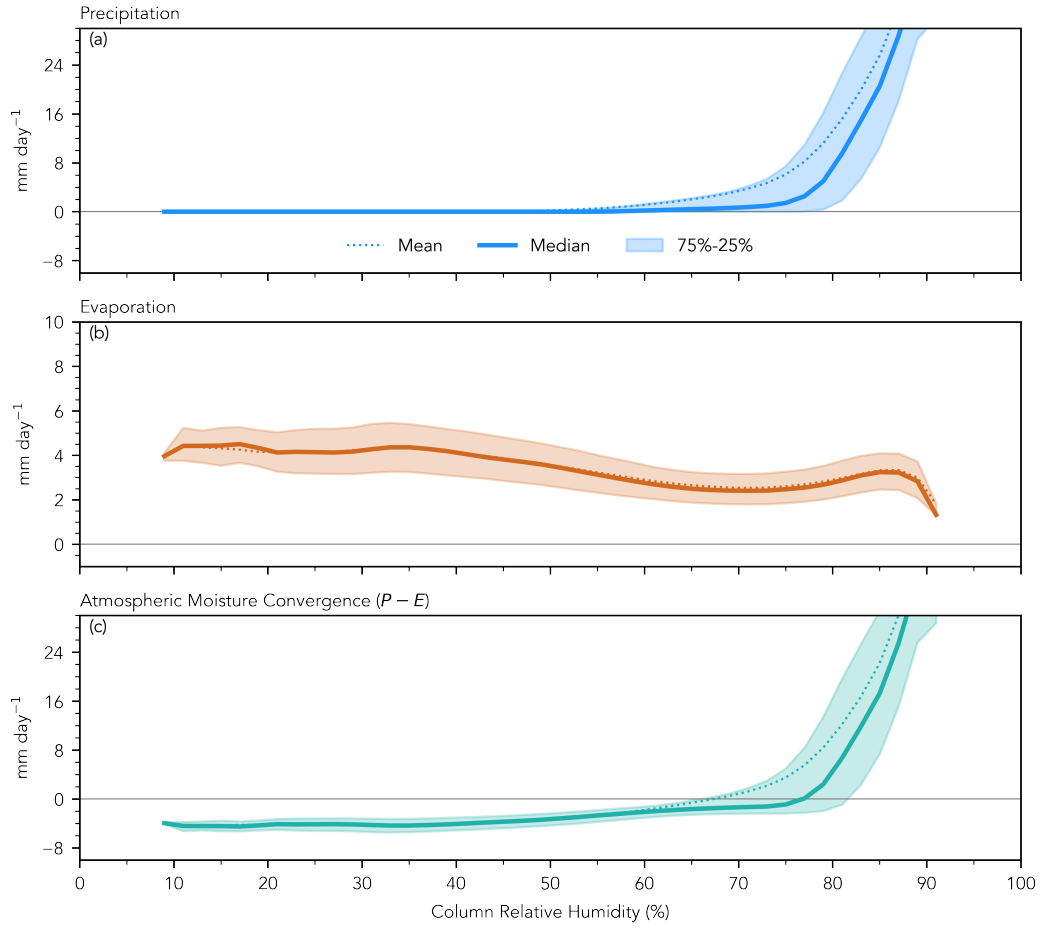 Precipitation
(a)
24
16
8
0
−8
mm day⁻¹
Mean
Median
75%-25%
Evaporation
(b)
10
8
6
4
2
0
mm day⁻¹
Atmospheric Moisture Convergence (P − E)
(c)
24
16
8
0
−8
mm day⁻¹
0 10 20 30 40 50 60 70 80 90 100
Column Relative Humidity (%)